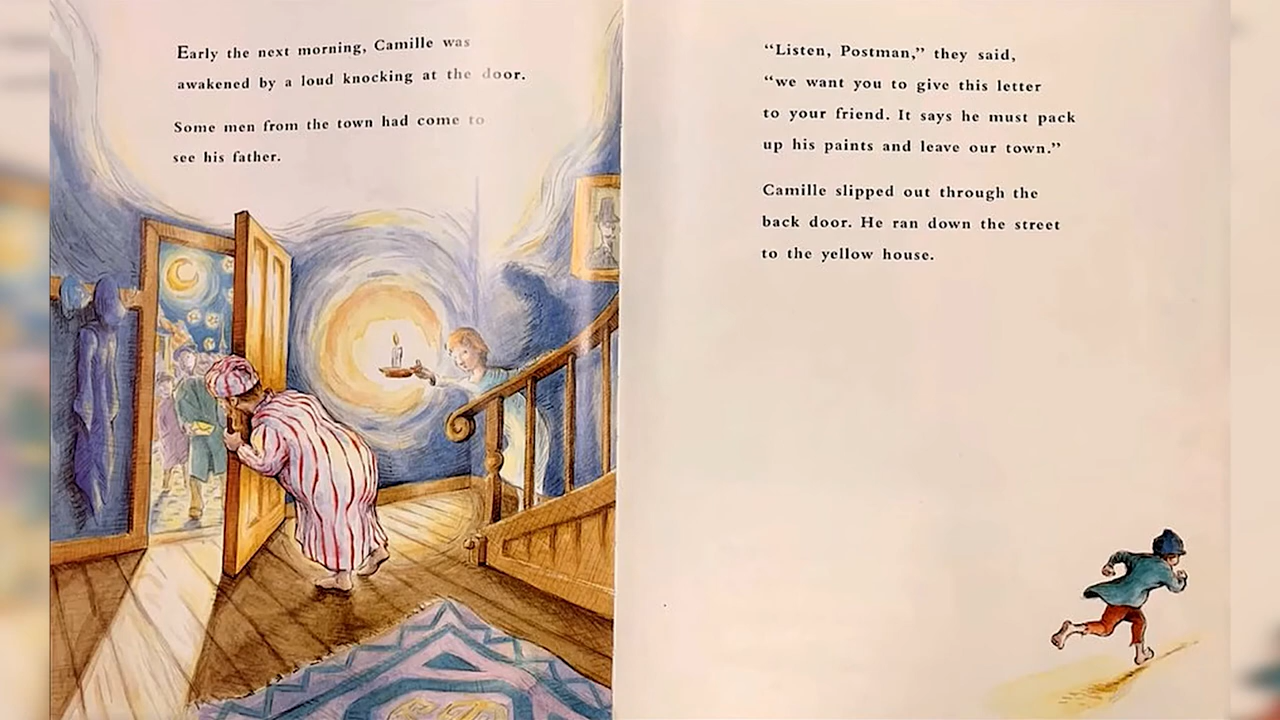 Early the next morning, Camille was
awakened by a loud knocking at the door.
Some men from the town had come to
see his father.
“Listen, Postman,” they said,
“we want you to give this letter
to your friend. It says he must pack
up his paints and leave our town.”
Camille slipped out through the
back door. He ran down the street
to the yellow house.